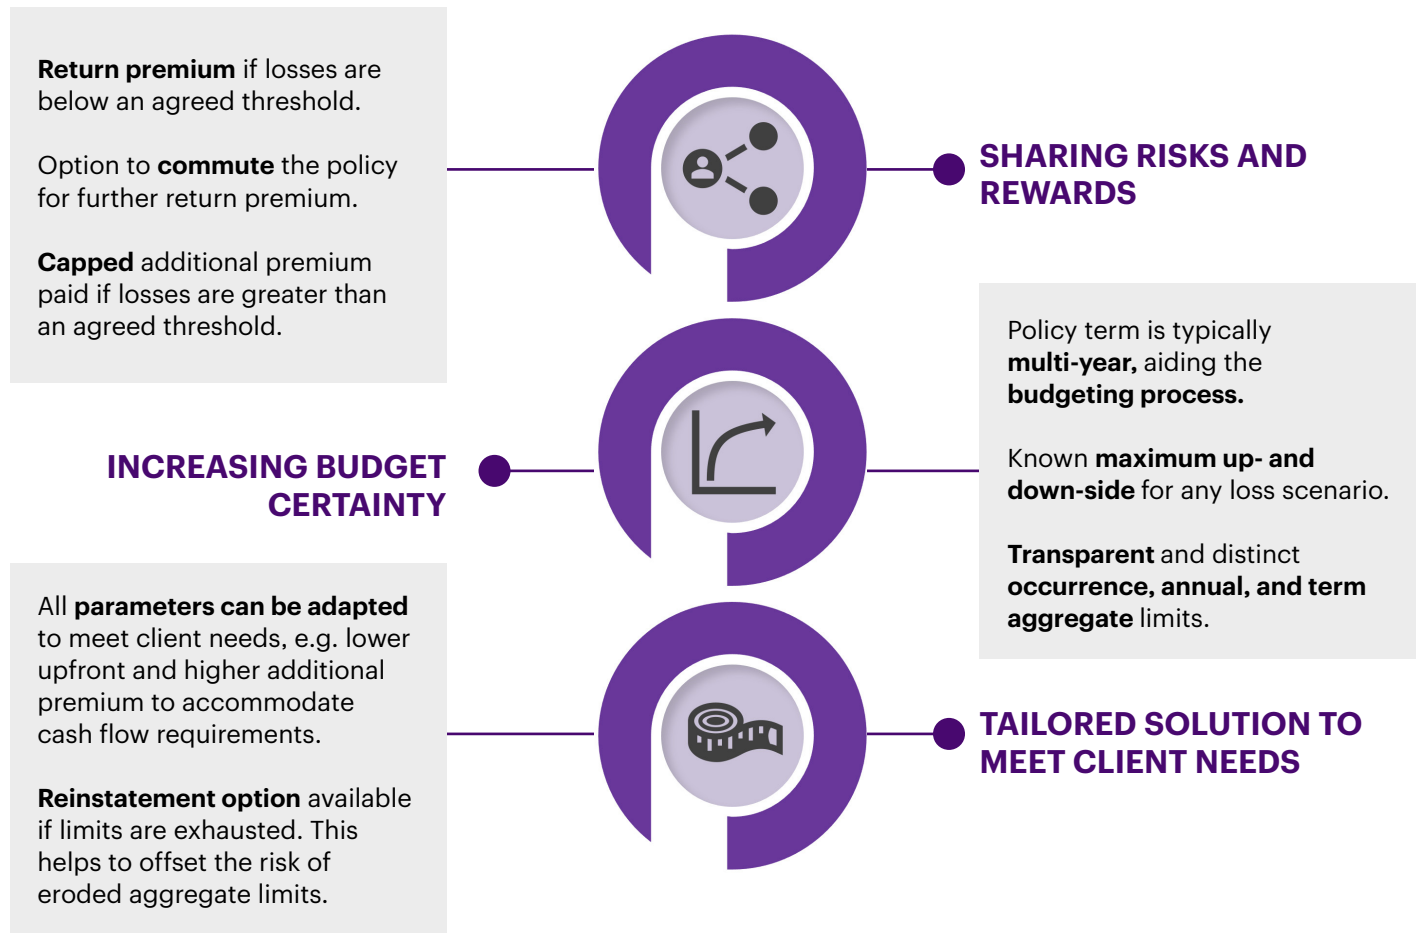 Return premium if losses are
below an agreed threshold.
Option to commute the policy
for further return premium.
Capped additional premium
paid if losses are greater than
an agreed threshold.
SHARING RISKS AND
REWARDS
INCREASING BUDGET
CERTAINTY
Policy term is typically
multi-year, aiding the
budgeting process.
Known maximum up- and
down-side for any loss scenario.
Transparent and distinct
occurrence, annual, and term
aggregate limits.
All parameters can be adapted
to meet client needs, e.g. lower
upfront and higher additional
premium to accommodate
cash flow requirements.
Reinstatement option available
if limits are exhausted. This
helps to offset the risk of
eroded aggregate limits.
TAILORED SOLUTION TO
MEET CLIENT NEEDS